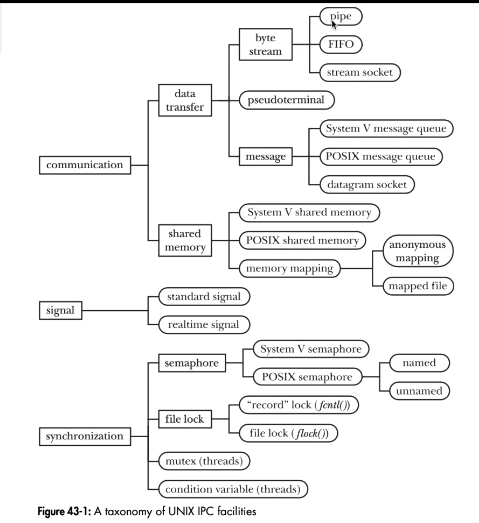 pipe
byte
stream
FIFO
stream socket
data
transfer
pseudoterminal
System V message queue
message
POSIX message queue
datagram socket
communication
System V shared memory
shared
memory
POSIX shared memory
memory mapping
anonymous
mapping
mapped file
standard signal
signal
realtime signal
System V semaphore
semaphore
named
POSIX semaphore
unnamed
"record" lock (fcntl())
file lock
file lock (flock())
synchronization
mutex (threads)
condition variable (threads)
Figure 43-1: A taxonomy of UNIX IPC facilities